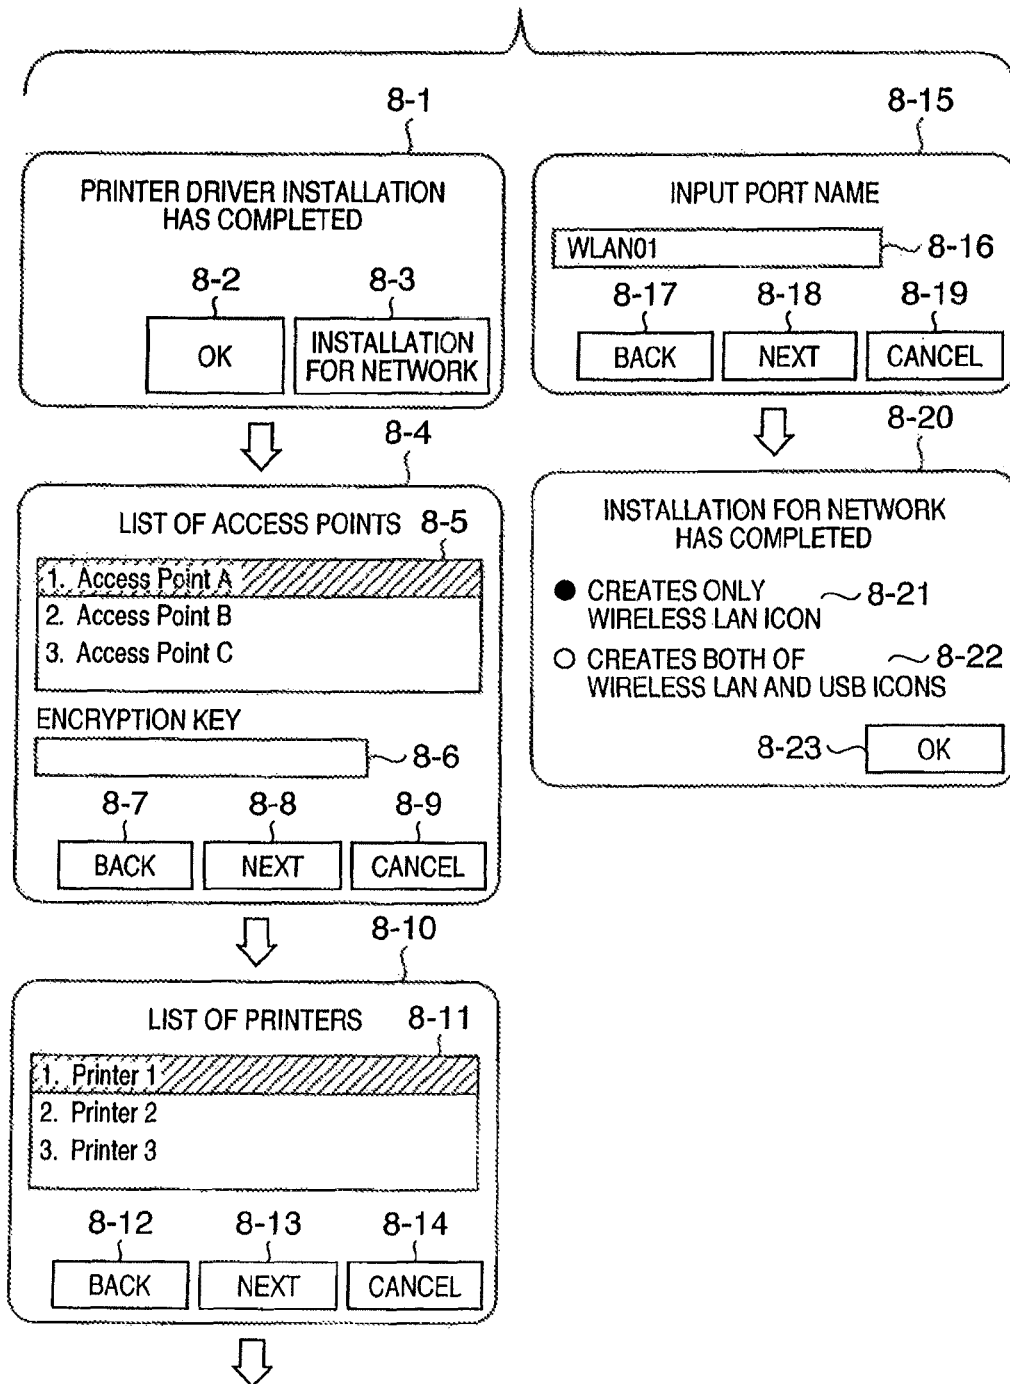 8-1
PRINTER DRIVER INSTALLATION
HAS COMPLETED
8-2
8-3
OK
INSTALLATION
FOR NETWORK
8-4
LIST OF ACCESS POINTS
8-5
1. Access Point A
2. Access Point B
3. Access Point C
ENCRYPTION KEY
8-6
8-7
8-8
8-9
BACK
NEXT
CANCEL
8-10
LIST OF PRINTERS
8-11
1. Printer 1
2. Printer 2
3. Printer 3
8-12
8-13
8-14
BACK
NEXT
CANCEL
8-15
INPUT PORT NAME
WLAN01
8-16
8-17
8-18
8-19
BACK
NEXT
CANCEL
8-20
INSTALLATION FOR NETWORK
HAS COMPLETED
CREATES ONLY
WIRELESS LAN ICON
8-21
CREATES BOTH OF
WIRELESS LAN AND USB ICONS
8-22
8-23
OK